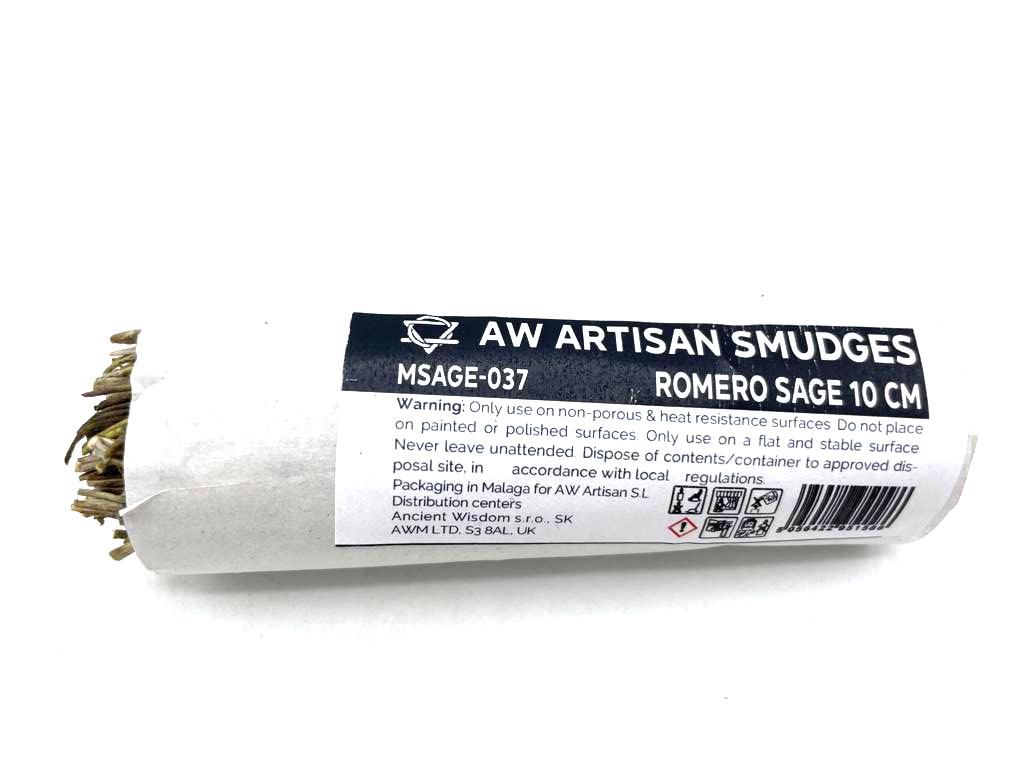 AW ARTISAN SMUDGES
MSAGE-037 ROMERO SAGE 10 CM
Warning: Only use on non-porous & heat resistance surfaces. Do not place
on painted or polished surfaces. Only use on a flat and stable surface.
Never leave unattended. Dispose of contents/container to approved dis-
posal site, in accordance with local regulations.
Packaging in Malaga for AW Artisan S.L
Distribution centers
Ancient Wisdom s.r.o., SK
AWM LTD. S3 8AL, UK